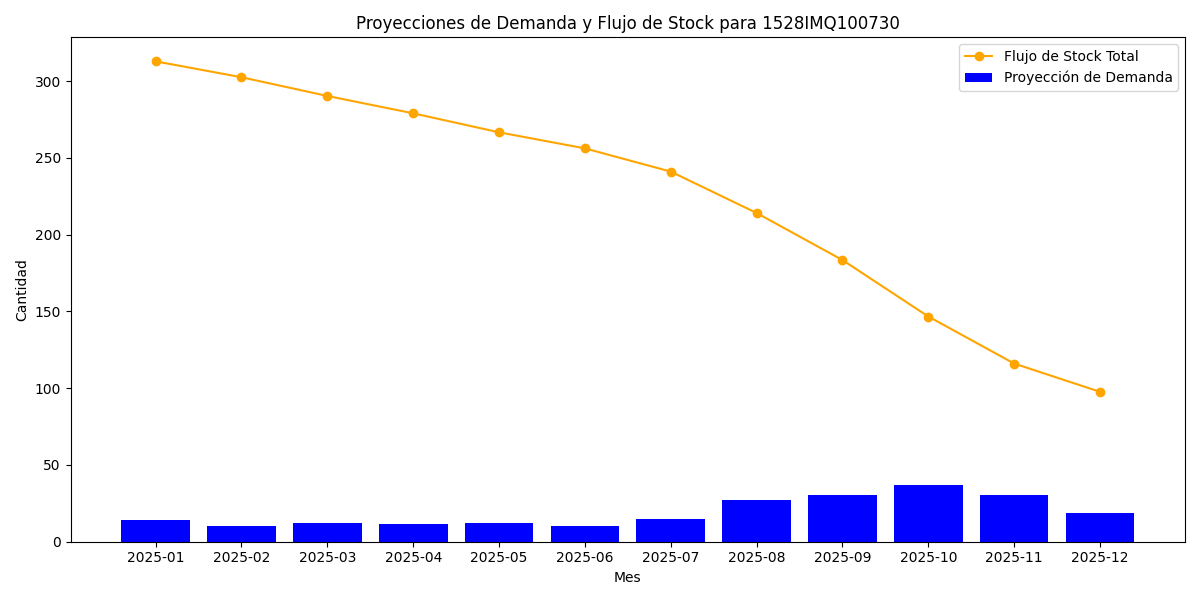 Proyecciones de Demanda y Flujo de Stock para 1528IMQ100730
Flujo de Stock Total
Proyección de Demanda
Cantidad
300
250
200
150
100
50
0
2025-01 2025-02 2025-03 2025-04 2025-05 2025-06 2025-07 2025-08 2025-09 2025-10 2025-11 2025-12
Mes